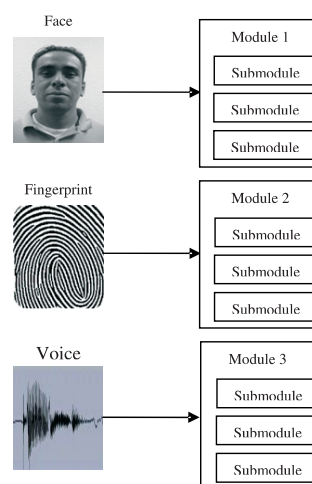 Face
Module 1
Submodule
Submodule
Submodule
Fingerprint
Module 2
Submodule
Submodule
Submodule
Voice
Module 3
Submodule
Submodule
Submodule